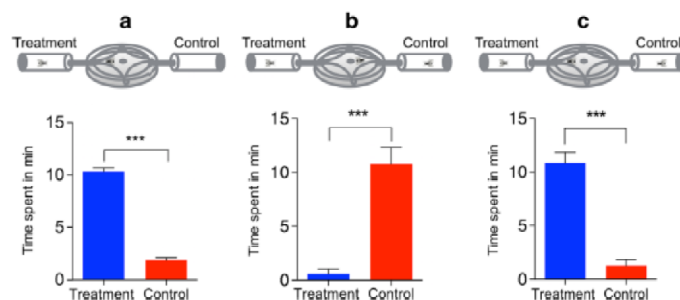 a
Treatment Control
b
Treatment Control
c
Treatment Control
Time spent in min
15
10
5
0
***
Treatment Control
Time spent in min
15
10
5
0
***
Treatment Control
Time spent in min
15
10
5
0
***
Treatment Control